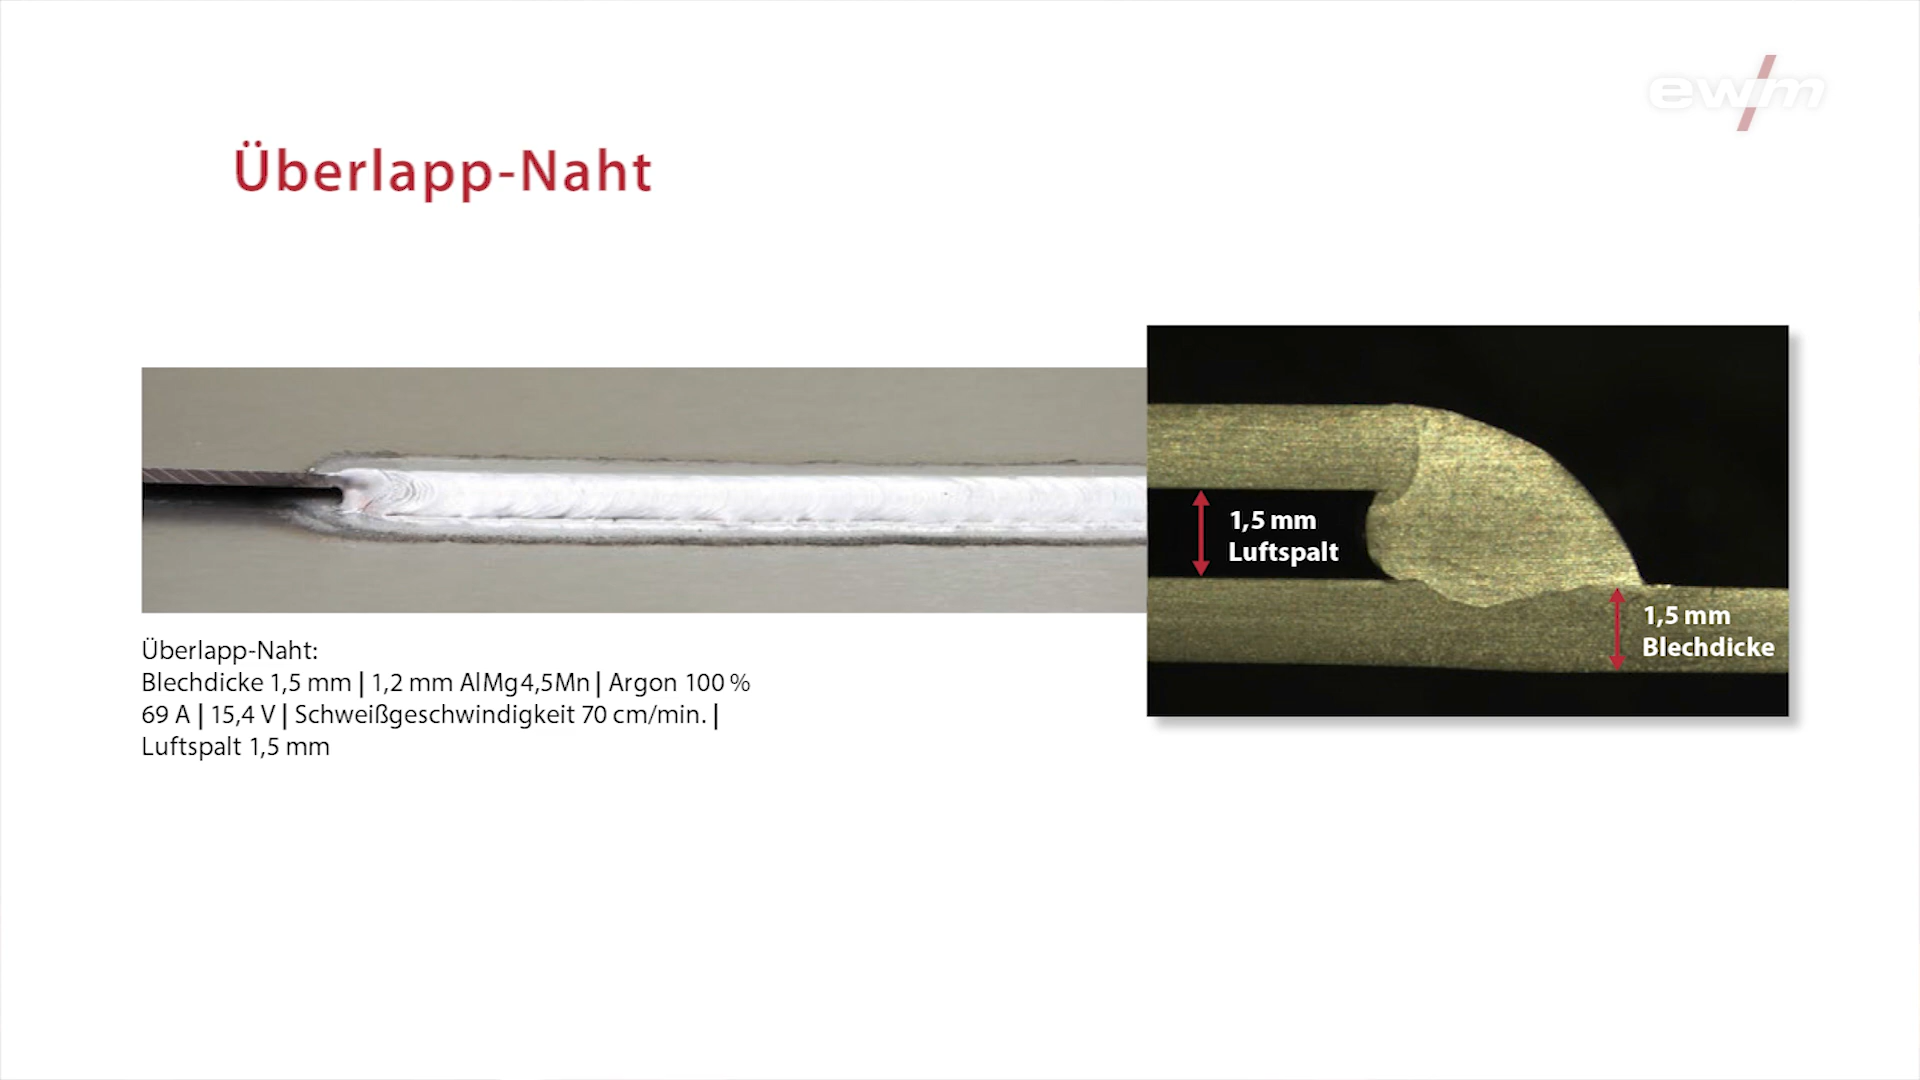 ewm
Überlapp-Naht
1,5 mm
Luftspalt
1,5 mm
Blechdicke
Überlapp-Naht:
Blechdicke 1,5 mm | 1,2 mm AlMg4,5Mn | Argon 100 %
69 A | 15,4 V | Schweißgeschwindigkeit 70 cm/min. |
Luftspalt 1,5 mm